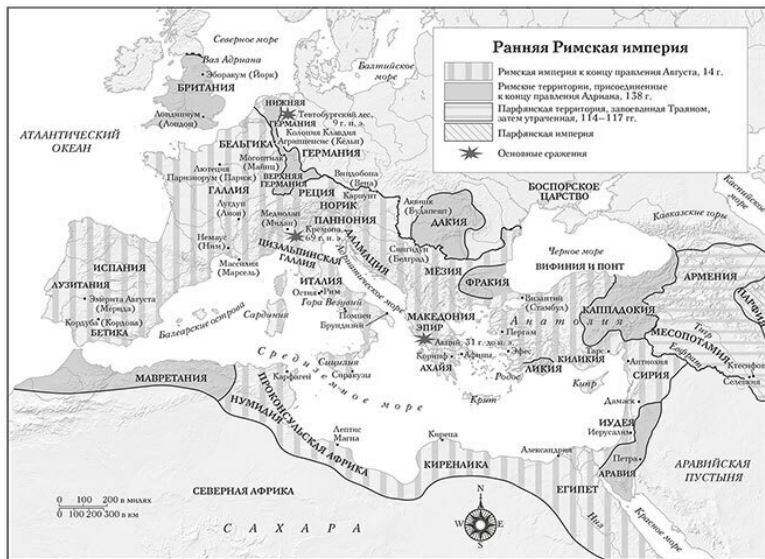 Ранняя Римская империя
Римская империя к концу правления Августа, 14 г.
Римские территории, присоединенные
к концу правления Адриана, 138 г.
Парфянская территория, завоеванная Траяном,
затем утраченная, 114–117 гг.
Парфянская империя
Основные сражения
Северное море
Балтийское
море
Вал Адриана
Эборакум (Йорк)
БРИТАНИЯ
Лондиниум
(Лондон)
АТЛАНТИЧЕСКИЙ
ОКЕАН
НИЖНЯЯ
ГЕРМАНИЯ
Тевтобургский лес,
9 г. н. э.
Колония Клавдия
Агриппенсис (Кёльн)
БЕЛЬГИКА
ГЕРМАНИЯ
Могонтиак
(Майнц)
Лютеция
Паризиорум (Париж)
ВЕРХНЯЯ
ГЕРМАНИЯ
Виндобона
(Вена)
ГАЛЛИЯ
РЕЦИЯ
НОРИК
Карнунт
ПАННОНИЯ
Аквинк
(Будапешт)
ДАКИЯ
БОСПОРСКОЕ
ЦАРСТВО
Каспийское
море
Кавказские горы
Лугдун
(Лион)
Медиолан
(Милан)
Кремона,
69 г. н. э.
Немаус
(Ним)
ЦИЗАЛЬПИНСКАЯ
ГАЛЛИЯ
ДАЛМАЦИЯ
Сингидун
(Белград)
Адриатическое море
МЁЗИЯ
Черное море
ВИФИНИЯ И ПОНТ
АРМЕНИЯ
ИСПАНИЯ
Массилия
(Марсель)
ЛУЗИТАНИЯ
Эмерита Августа
(Мерида)
Кордуба (Кордова)
БЕТИКА
Балеарские острова
Сардиния
ИТАЛИЯ
Остия
Рим
Гора Везувий
Помпеи
Брундизий
ФРАКИЯ
Византий
(Стамбул)
МАКЕДОНИЯ
ЭПИР
Акций, 31 г. до н. э.
Анатолия
Пергам
Эфес
КАППАДОКИЯ
ПАРФИЯ
Тигр
МЕСОПОТАМИЯ
Евфрат
Ктесифон
Селевкия
Коринф
Афины
АХАЙЯ
КИЛИКИЯ
Тарс
Антиохия
ЛИКИЯ
СИРИЯ
Родос
Кипр
Крит
Средиземное море
Сицилия
Сиракузы
Карфаген
МАВРЕТАНИЯ
НУМИДИЯ
ПРОКОНСУЛЬСКАЯ АФРИКА
Лептис
Магна
Кирена
КИРЕНАИКА
Александрия
Дамаск
ИУДЕЯ
Иерусалим
Петра
АРАВИЯ
АРАВИЙСКАЯ
ПУСТЫНЯ
ЕГИПЕТ
Нил
Красное море
0 100 200 в милях
0 100 200 300 в км
СЕВЕРНАЯ АФРИКА
САХАРА
N
W
E
S